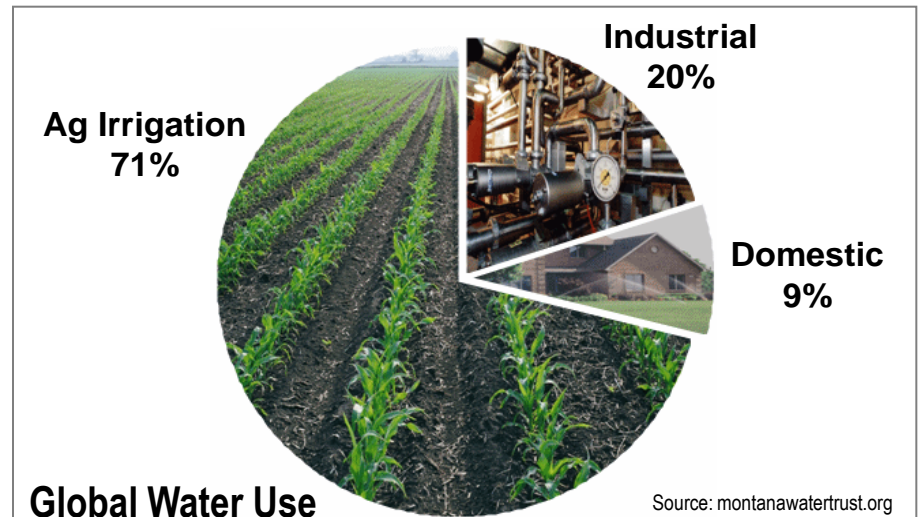 Industrial
20%
Ag Irrigation
71%
Domestic
9%
Global Water Use
Source: montanawatertrust.org